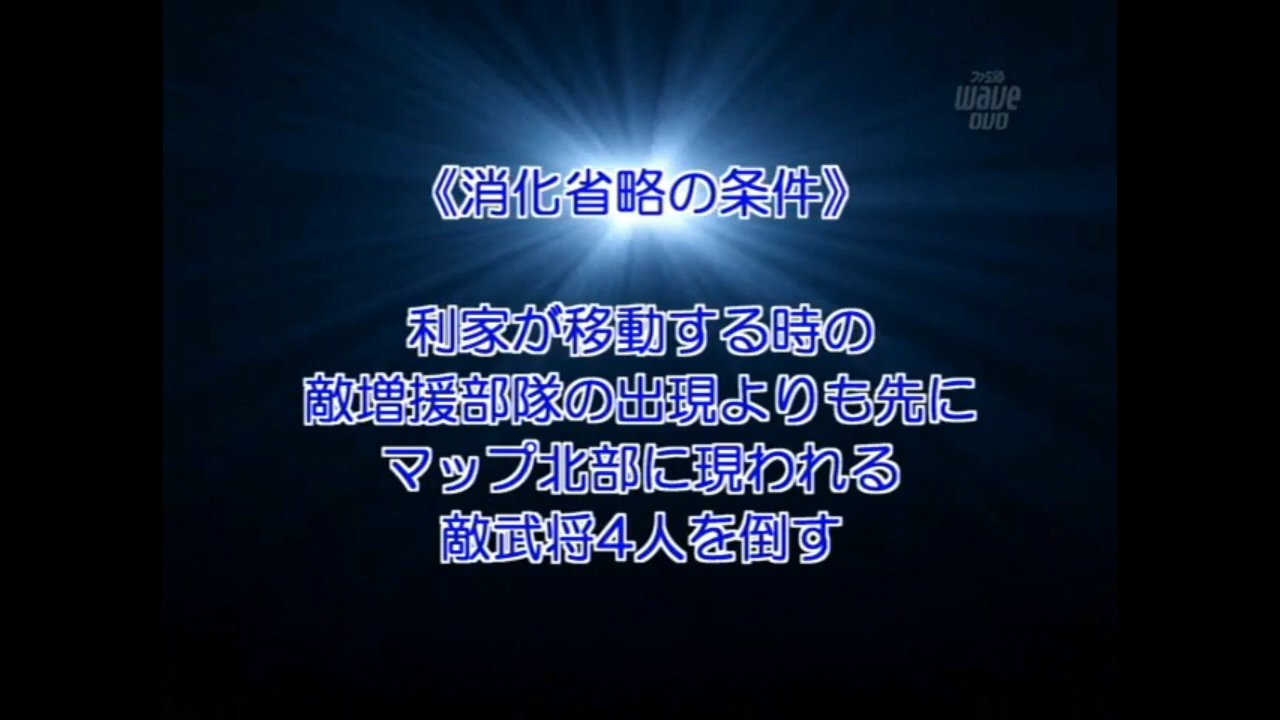 ファミ通
WAVE
DVD
《消化省略の条件》
利家が移動する時の
敵増援部隊の出現よりも先に
マップ北部に現われる
敵武将4人を倒す